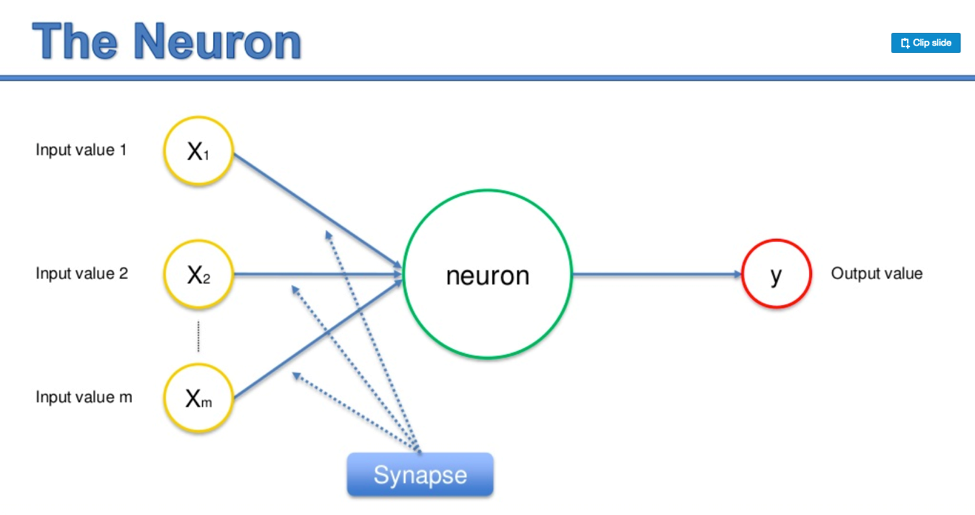 The Neuron
Clip slide
Input value 1
X1
Input value 2
X2
neuron
y
Output value
Input value m
Xm
Synapse